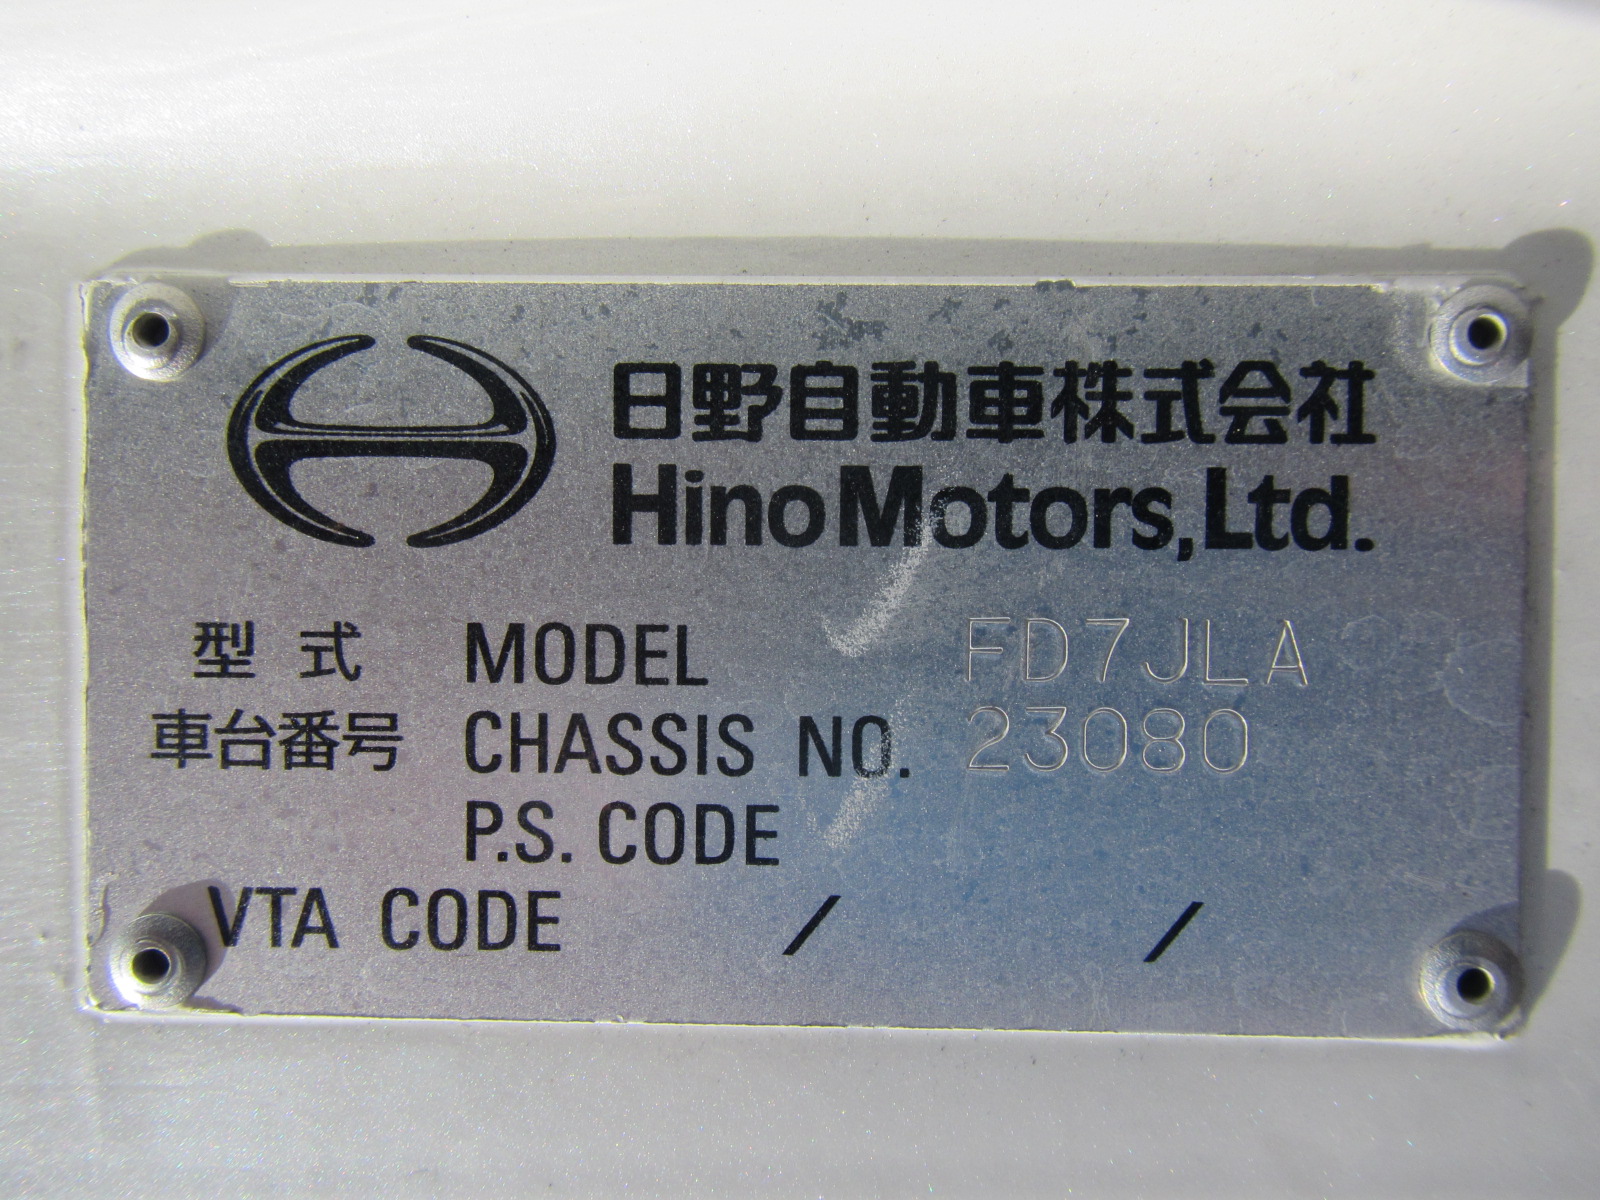 日野自動車株式会社
Hino Motors, Ltd.
型式 MODEL FD7JLA
車台番号 CHASSIS NO. 23080
P.S. CODE
VTA CODE / /